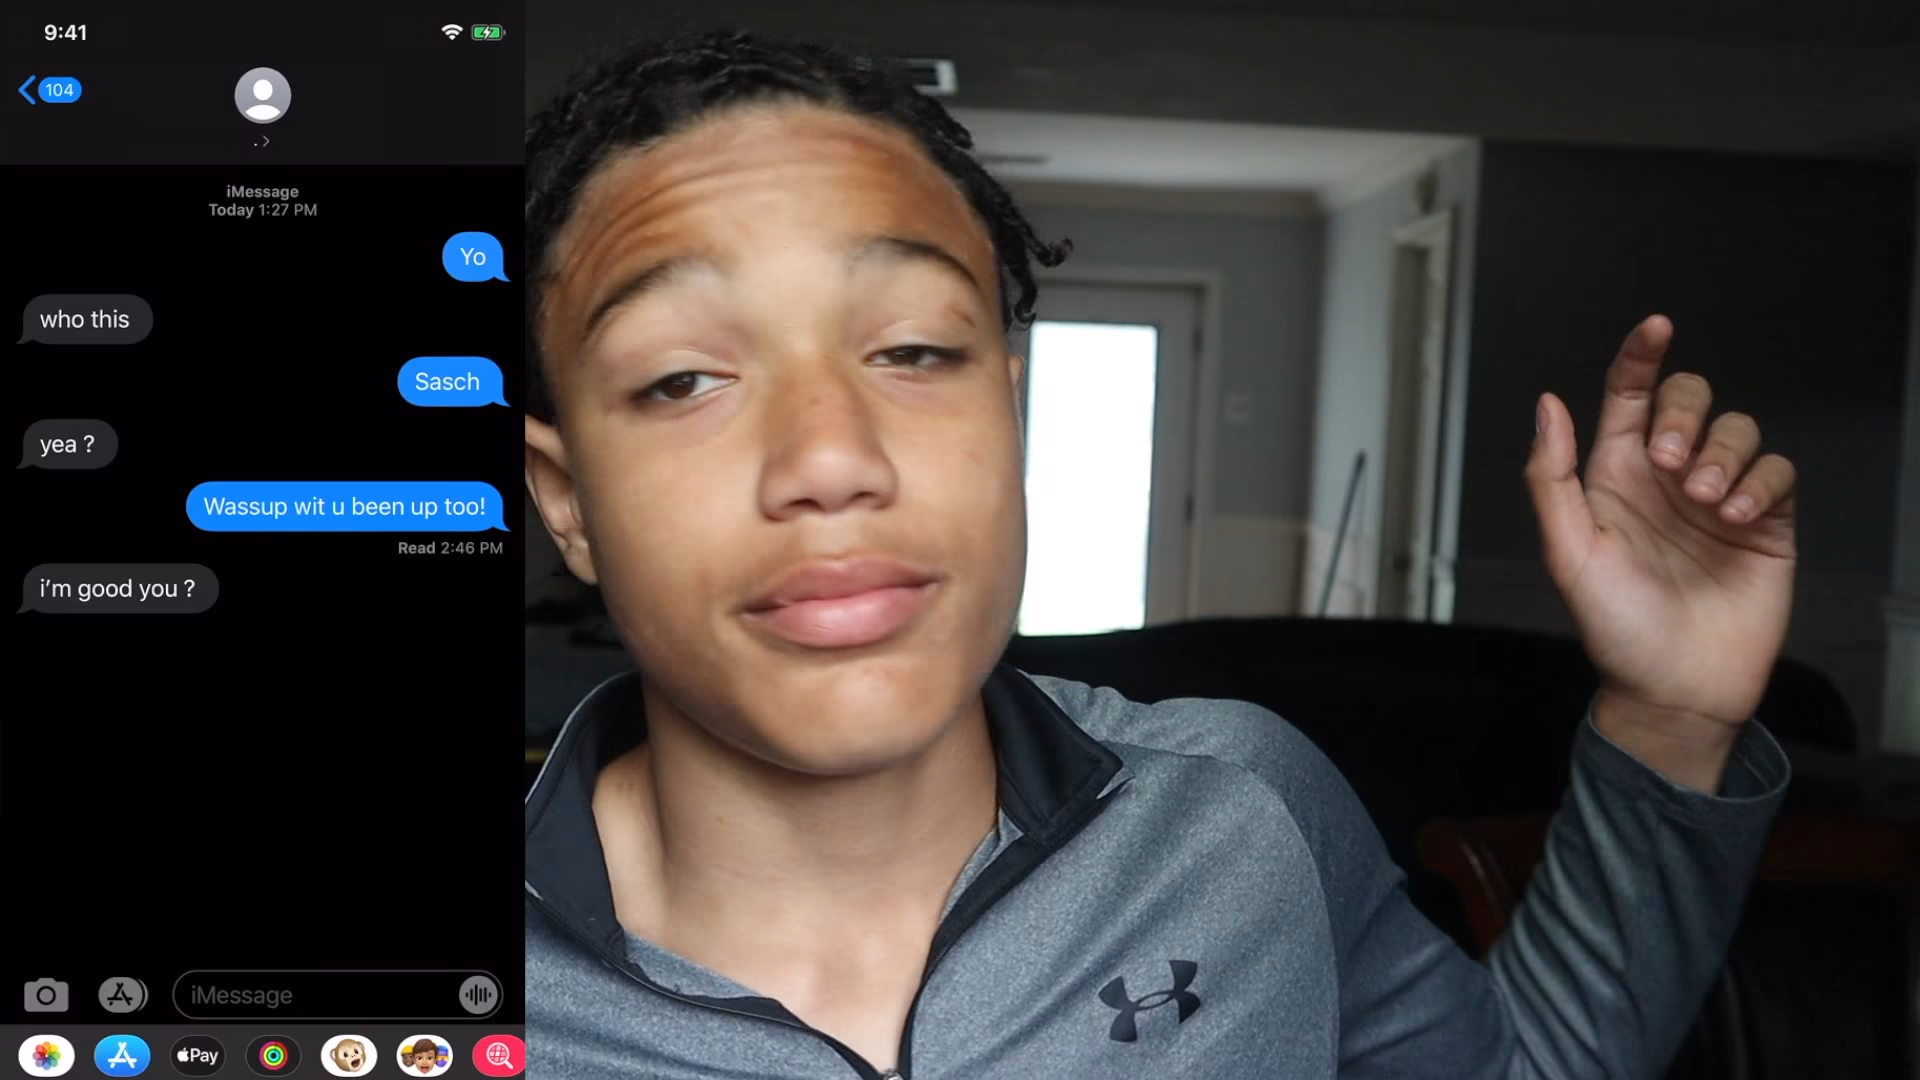 9:41
104
. >
iMessage
Today 1:27 PM
Yo
who this
Sasch
yea ?
Wassup wit u been up too!
Read 2:46 PM
i’m good you ?
iMessage
Pay